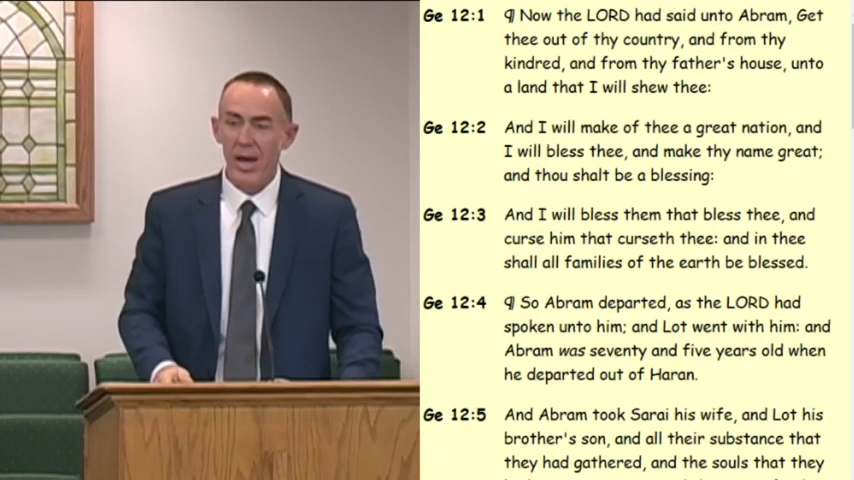 Ge 12:1 ¶ Now the LORD had said unto Abram, Get
thee out of thy country, and from thy
kindred, and from thy father's house, unto
a land that I will shew thee:
Ge 12:2 And I will make of thee a great nation, and
I will bless thee, and make thy name great;
and thou shalt be a blessing:
Ge 12:3 And I will bless them that bless thee, and
curse him that curseth thee: and in thee
shall all families of the earth be blessed.
Ge 12:4 ¶ So Abram departed, as the LORD had
spoken unto him; and Lot went with him: and
Abram was seventy and five years old when
he departed out of Haran.
Ge 12:5 And Abram took Sarai his wife, and Lot his
brother's son, and all their substance that
they had gathered, and the souls that they